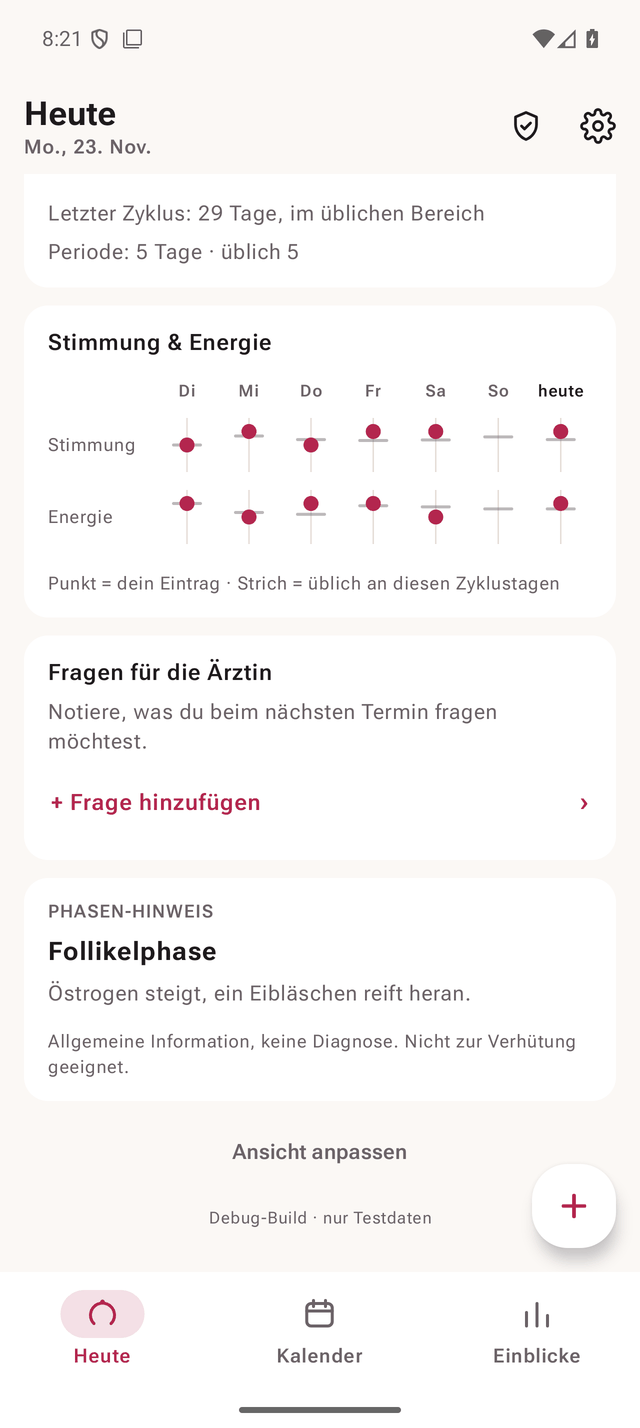 8:21
Heute
Mo., 23. Nov.
Letzter Zyklus: 29 Tage, im üblichen Bereich
Periode: 5 Tage · üblich 5
Stimmung & Energie
Di Mi Do Fr Sa So heute
Stimmung
Energie
Punkt = dein Eintrag · Strich = üblich an diesen Zyklustagen
Fragen für die Ärztin
Notiere, was du beim nächsten Termin fragen
möchtest.
+ Frage hinzufügen ›
PHASEN-HINWEIS
Follikelphase
Östrogen steigt, ein Eibläschen reift heran.
Allgemeine Information, keine Diagnose. Nicht zur Verhütung
geeignet.
Ansicht anpassen
Debug-Build · nur Testdaten
+
Heute Kalender Einblicke